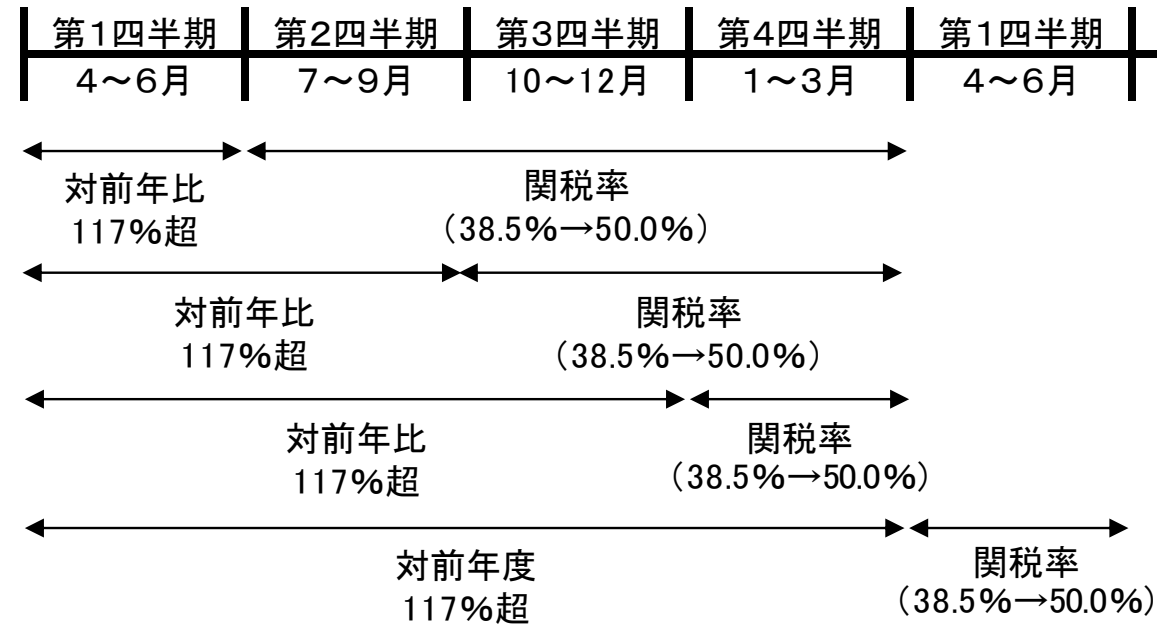 第1四半期 第2四半期 第3四半期 第4四半期 第1四半期
4～6月 7～9月 10～12月 1～3月 4～6月
対前年比 関税率
117%超 （38.5%→50.0%）
対前年比 関税率
117%超 （38.5%→50.0%）
対前年比 関税率
117%超 （38.5%→50.0%）
対前年度 関税率
117%超 （38.5%→50.0%）